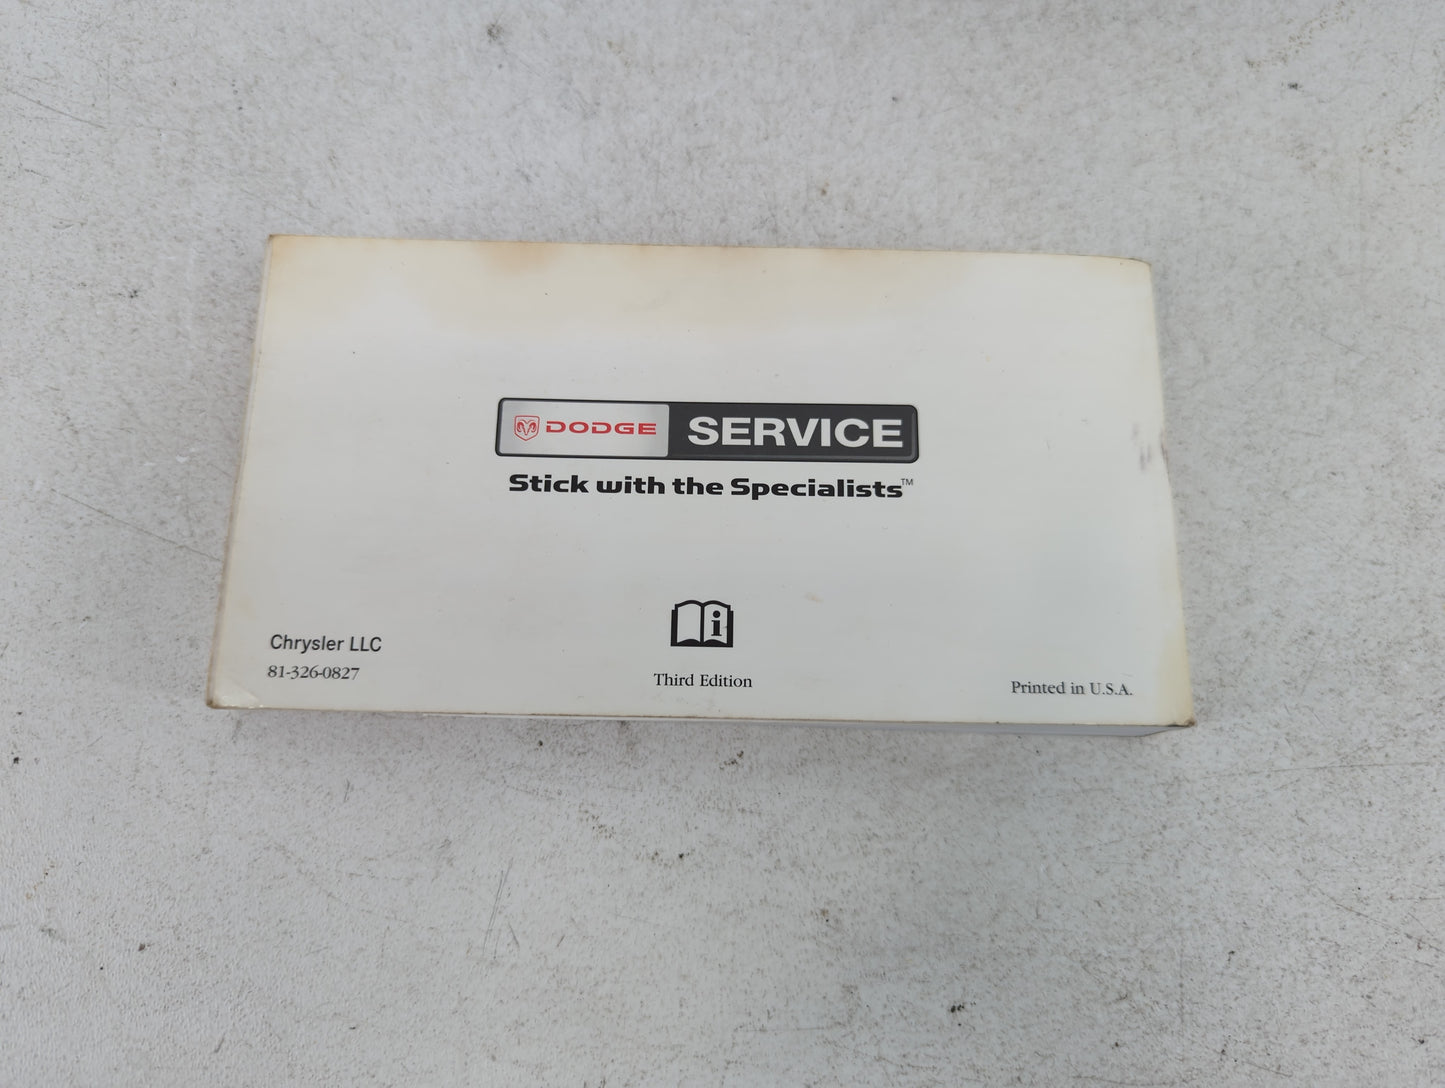 DODGE SERVICE
Stick with the Specialists™
i
Chrysler LLC
81-326-0827
Third Edition
Printed in U.S.A.